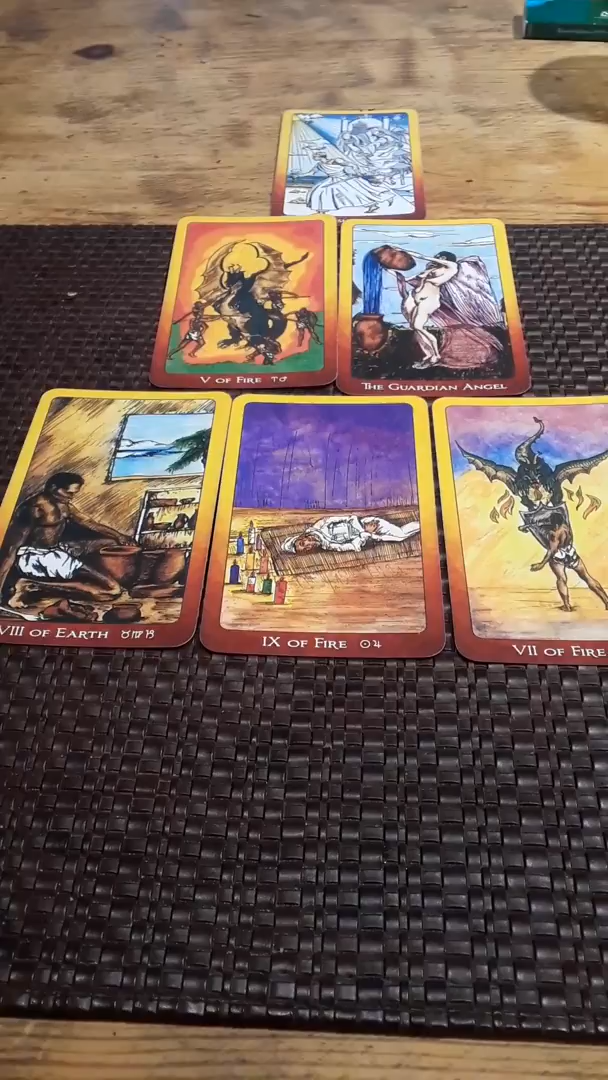 V OF FIRE ♈♂
THE GUARDIAN ANGEL
VIII OF EARTH ♉♍♑
IX OF FIRE ☉♃
VII OF FIRE